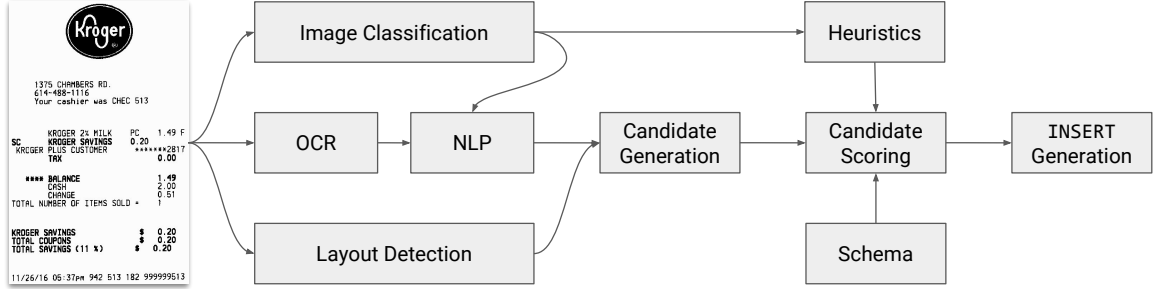 Kroger
1375 CHAMBERS RD.
614-488-1116
Your cashier was CHEC 513
KROGER 2% MILK PC 1.49 F
SC KROGER SAVINGS 0.20
KROGER PLUS CUSTOMER *******2817
TAX 0.00
**** BALANCE 1.49
CASH 2.00
CHANGE 0.51
TOTAL NUMBER OF ITEMS SOLD = 1
KROGER SAVINGS $ 0.20
TOTAL COUPONS $ 0.20
TOTAL SAVINGS (11 %) $ 0.20
11/26/16 05:37pm 942 513 182 999999513
Image Classification
Heuristics
OCR
NLP
Candidate
Generation
Candidate
Scoring
INSERT
Generation
Layout Detection
Schema